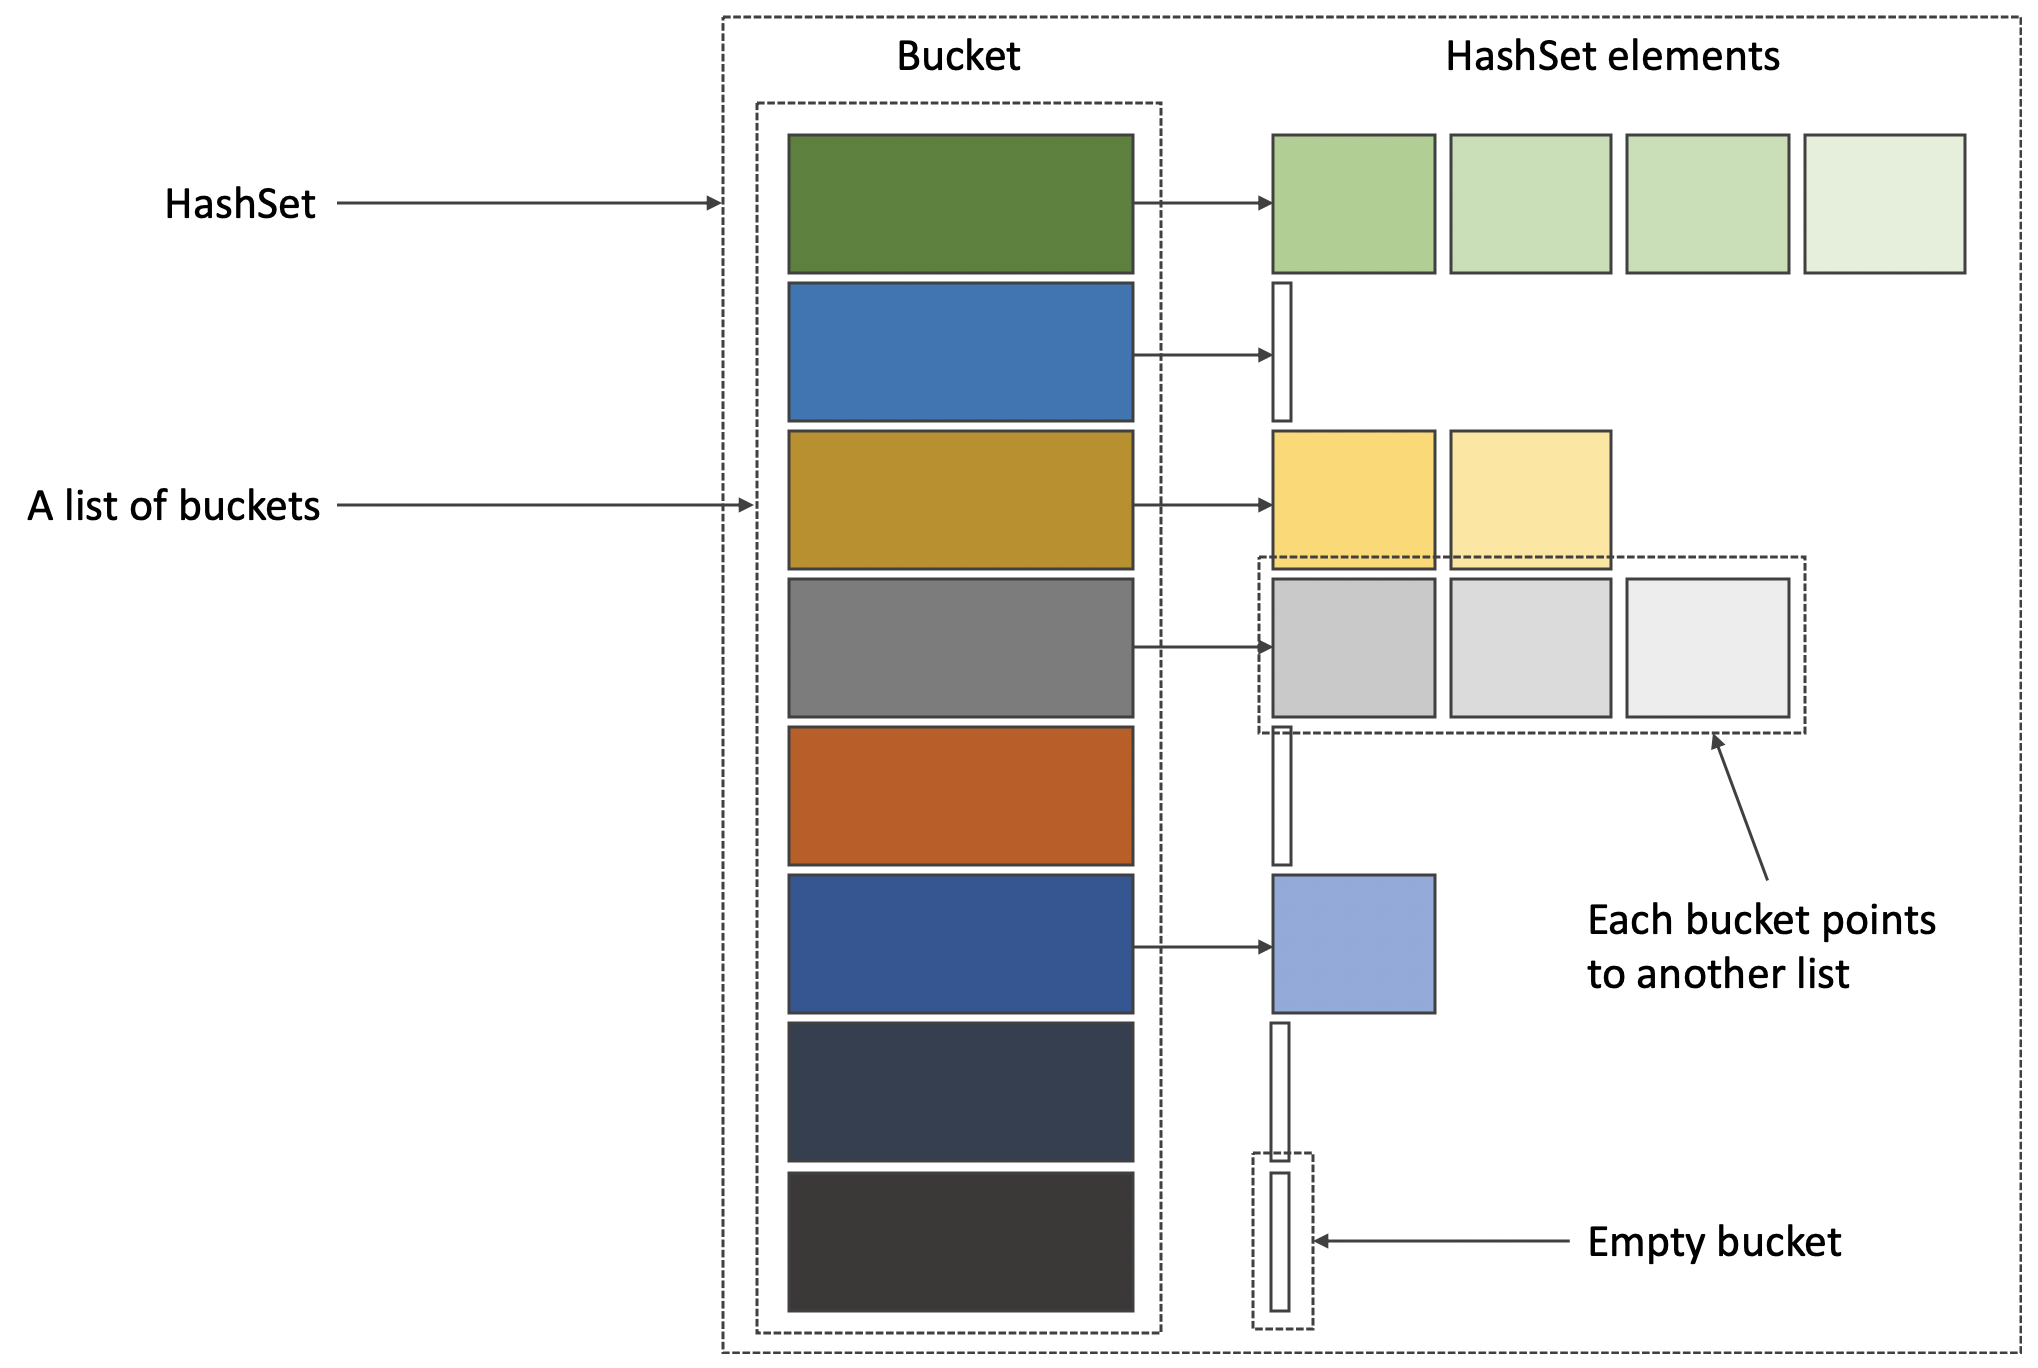 Bucket
HashSet elements
HashSet
A list of buckets
Each bucket points
to another list
Empty bucket